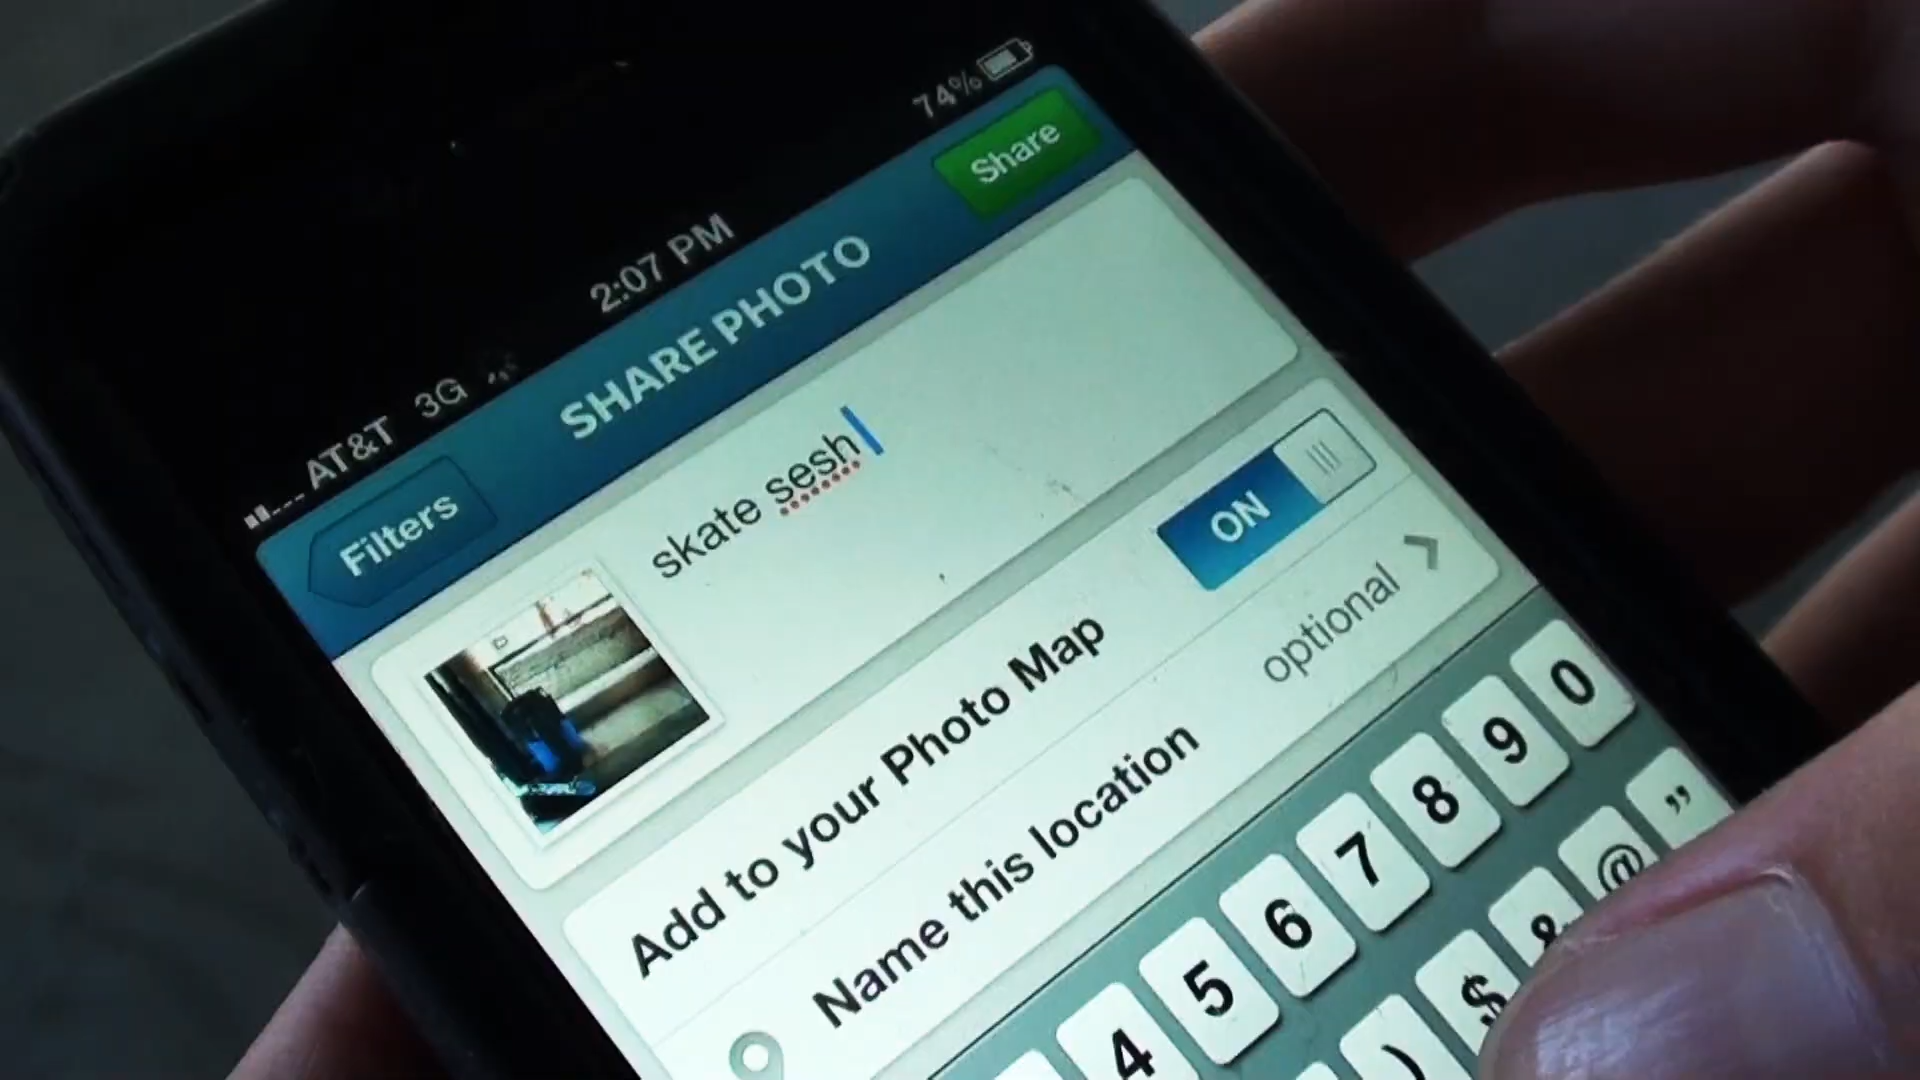 AT&T 3G 2:07 PM 74%
Filters SHARE PHOTO Share
skate sesh
Add to your Photo Map ON
Name this location optional
4 5 6 7 8 9 0
) $ & @ "